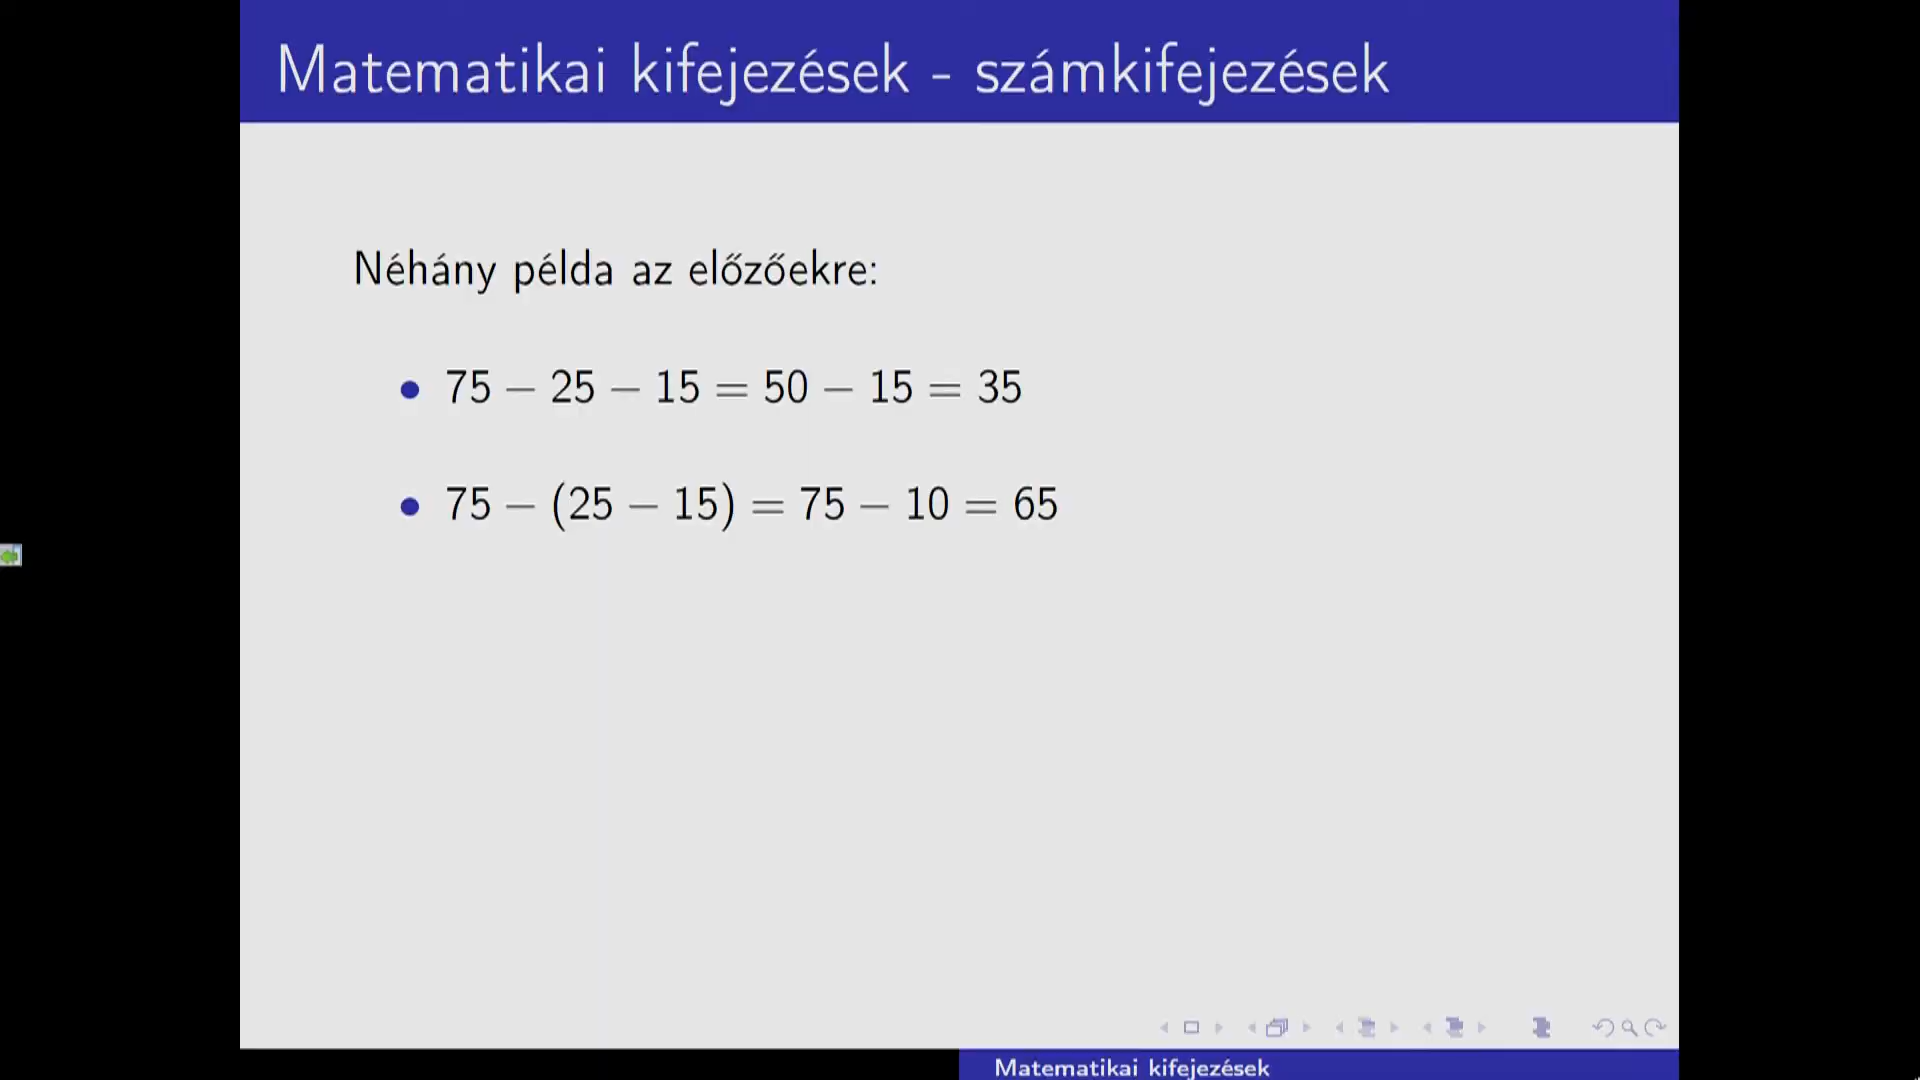 Matematikai kifejezések - számkifejezések
Néhány példa az előzőekre:
• 75 − 25 − 15 = 50 − 15 = 35
• 75 − (25 − 15) = 75 − 10 = 65
Matematikai kifejezések